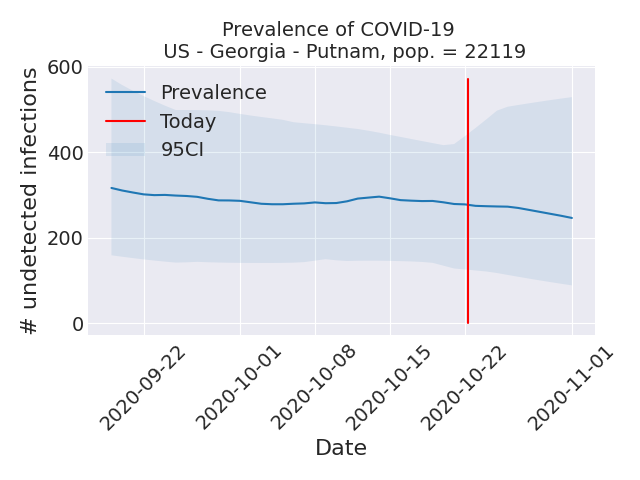 Prevalence of COVID-19
US - Georgia - Putnam, pop. = 22119
# undetected infections
600
400
200
0
Prevalence
Today
95CI
2020-09-22
2020-10-01
2020-10-08
2020-10-15
2020-10-22
2020-11-01
Date